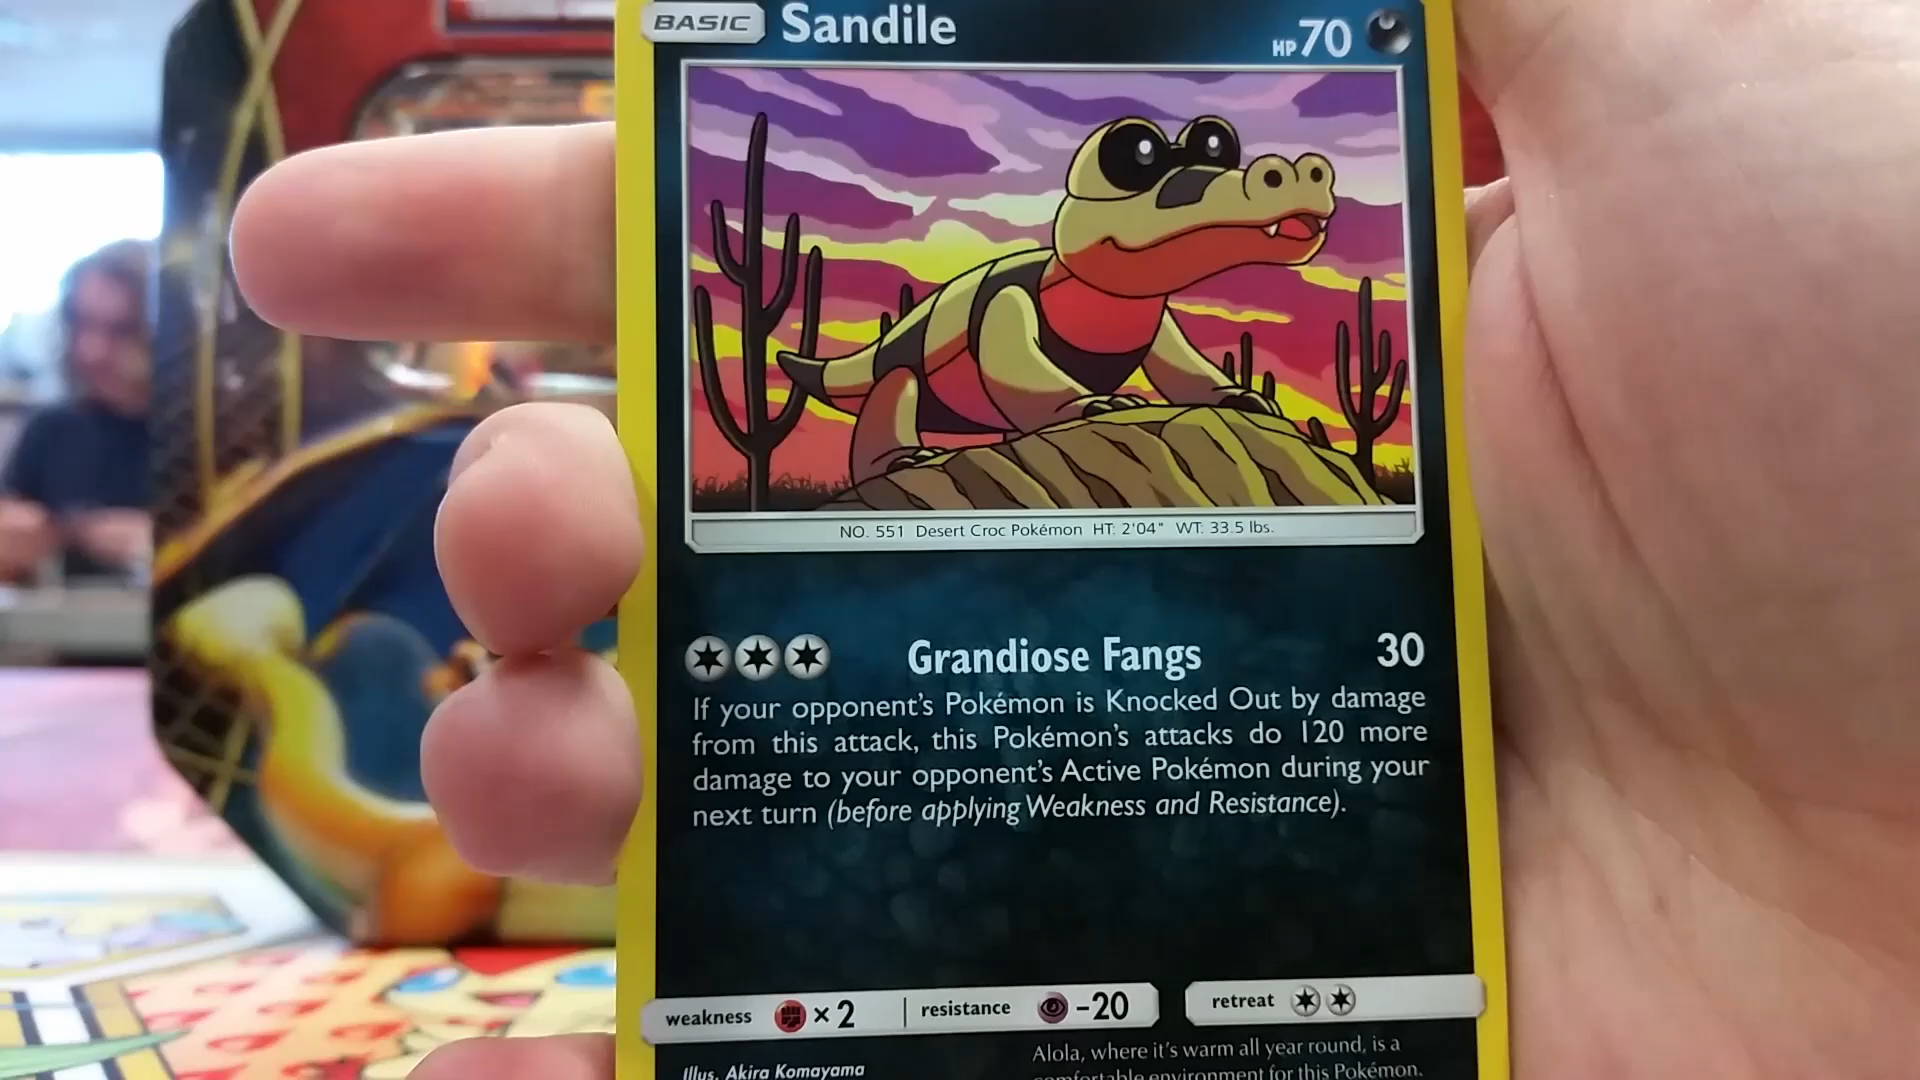 BASIC Sandile HP 70
NO. 551 Desert Croc Pokémon HT: 2'04" WT: 33.5 lbs.
Grandiose Fangs 30
If your opponent's Pokémon is Knocked Out by damage
from this attack, this Pokémon's attacks do 120 more
damage to your opponent's Active Pokémon during your
next turn (before applying Weakness and Resistance).
weakness ×2 resistance -20 retreat
Illus. Akira Komayama
Alola, where it's warm all year round, is a
comfortable environment for this Pokémon.